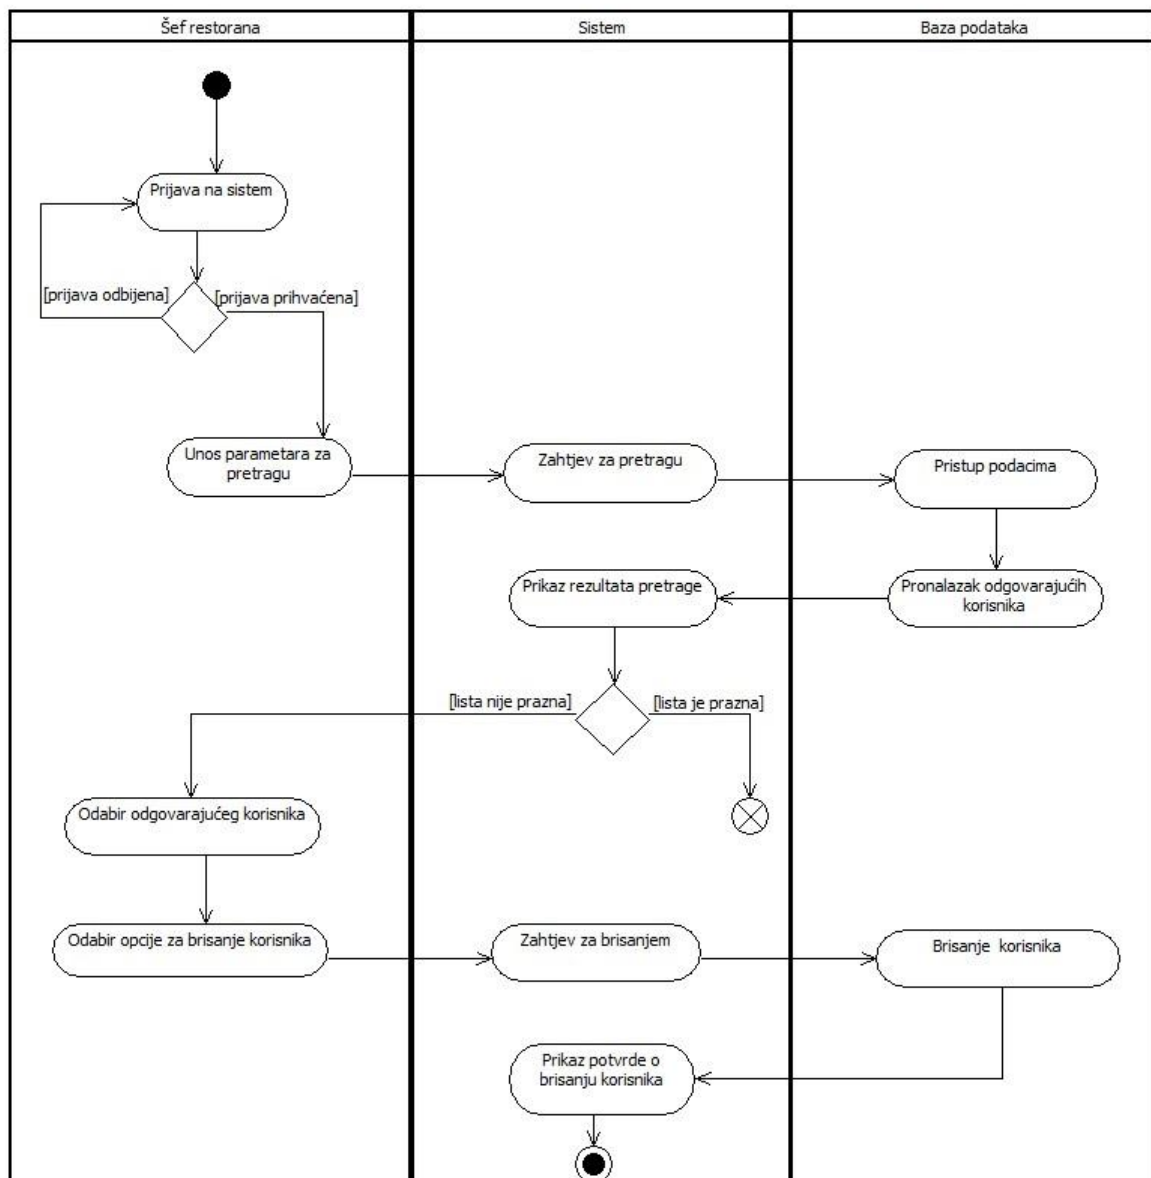 Šef restorana
Sistem
Baza podataka
Prijava na sistem
[prijava odbijena]
[prijava prihvaćena]
Unos parametara za
pretragu
Zahtjev za pretragu
Pristup podacima
Prikaz rezultata pretrage
Pronalazak odgovarajućih
korisnika
[lista nije prazna]
[lista je prazna]
Odabir odgovarajućeg korisnika
Odabir opcije za brisanje korisnika
Zahtjev za brisanjem
Brisanje korisnika
Prikaz potvrde o
brisanju korisnika